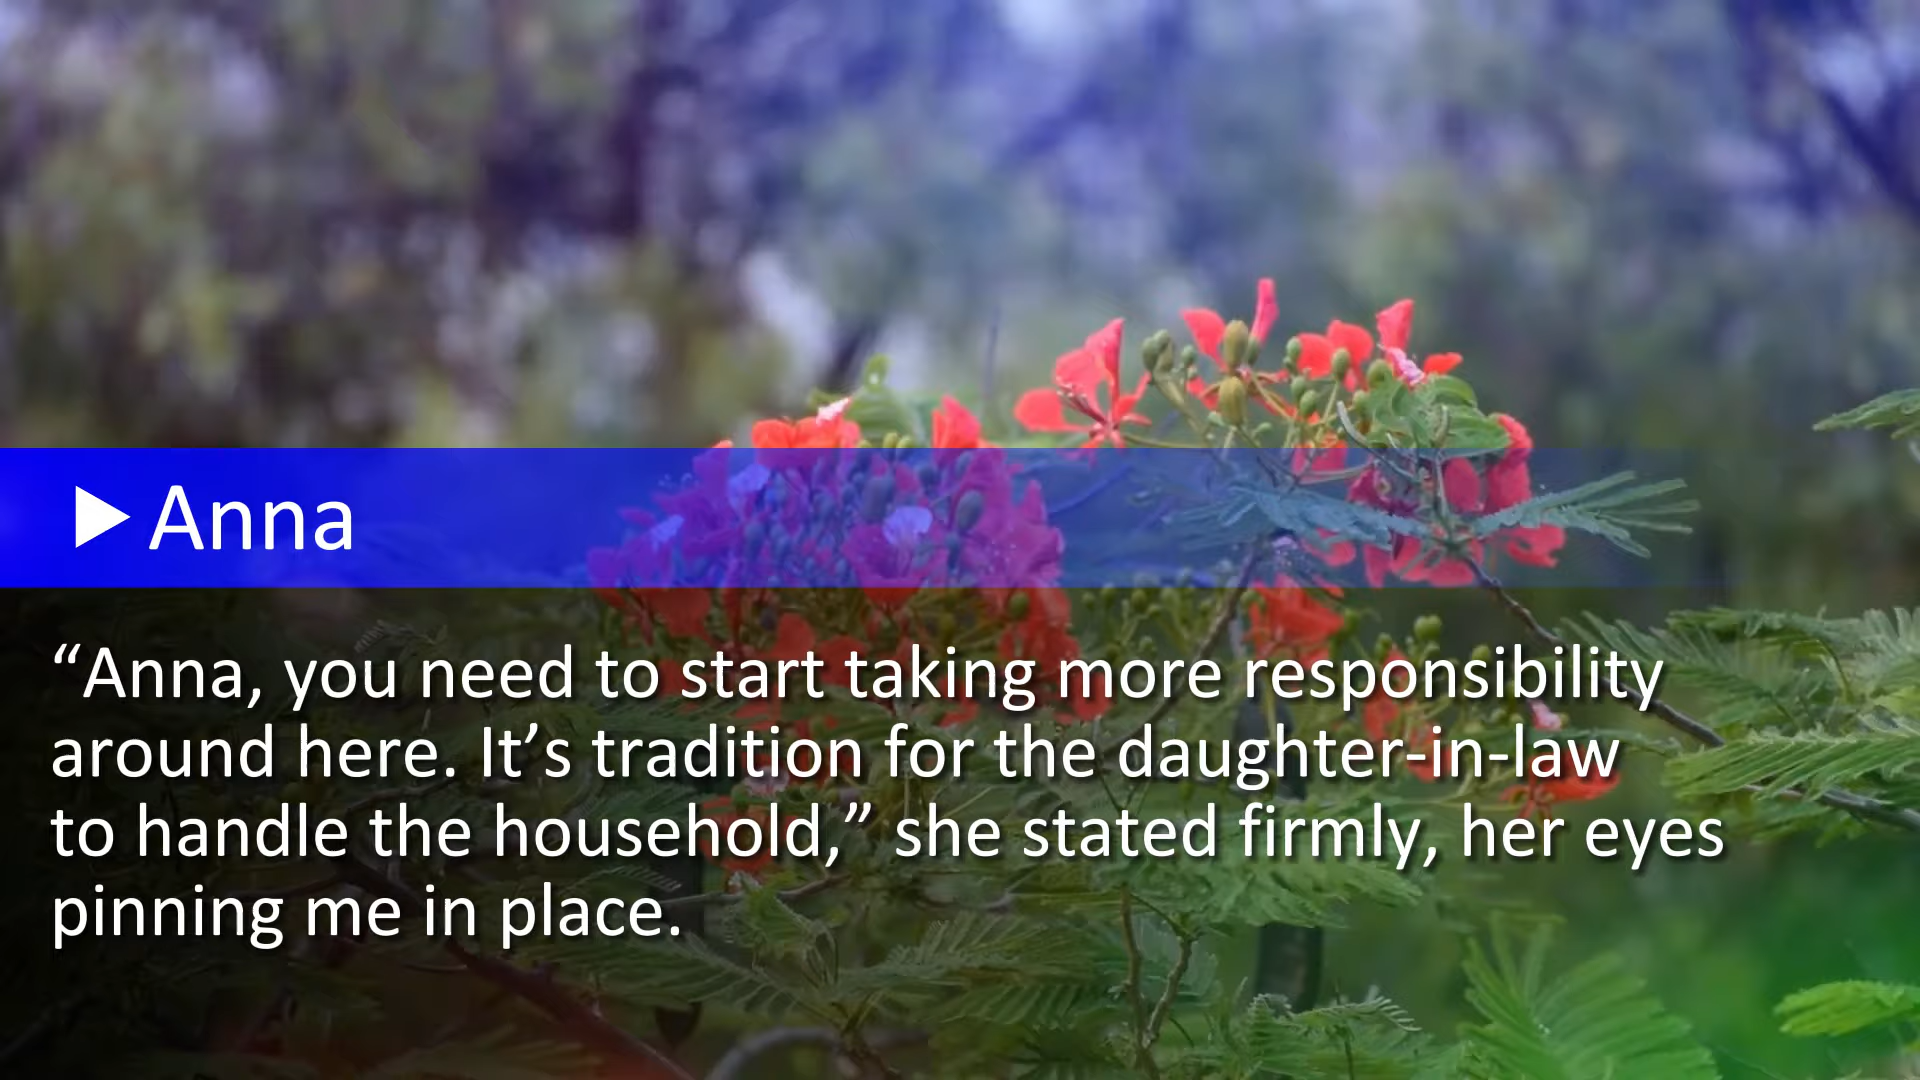 Anna
“Anna, you need to start taking more responsibility
around here. It’s tradition for the daughter-in-law
to handle the household,” she stated firmly, her eyes
pinning me in place.